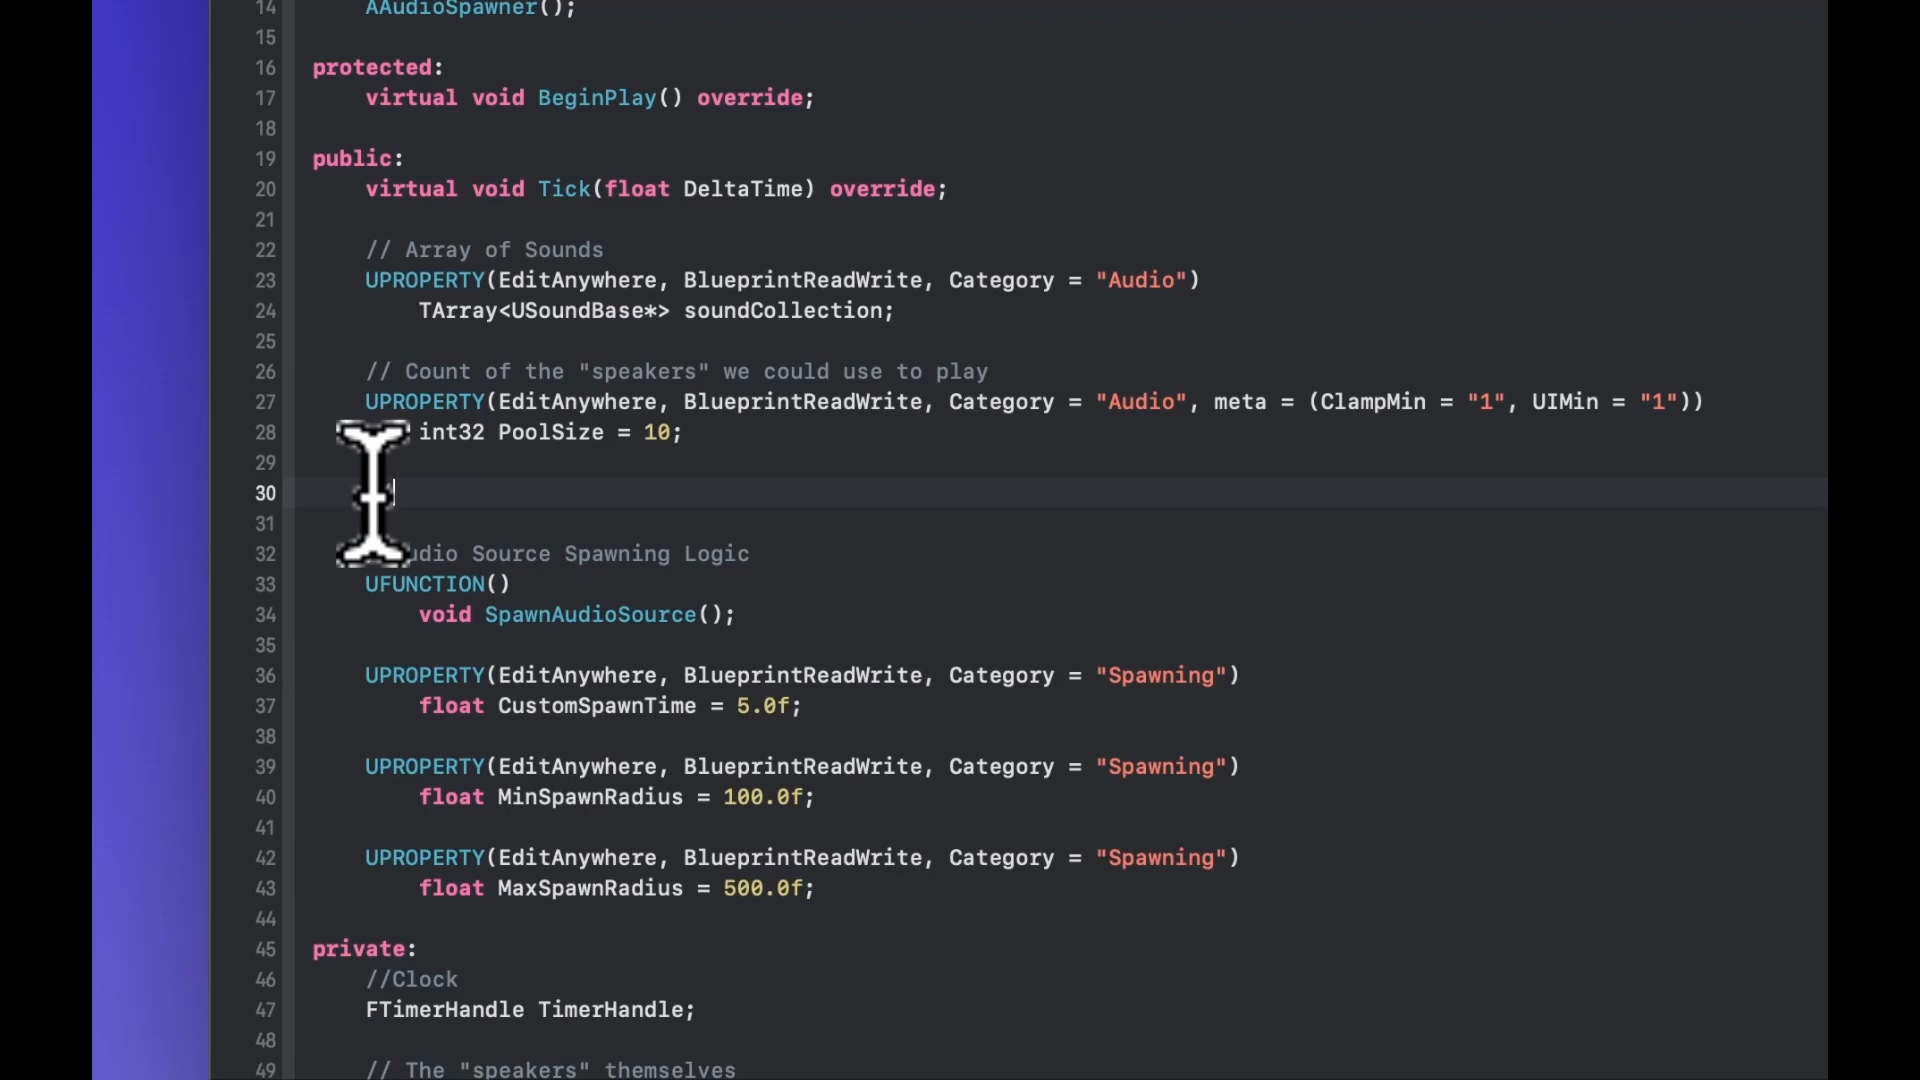 14 AAudioSpawner();
15
16 protected:
17 virtual void BeginPlay() override;
18
19 public:
20 virtual void Tick(float DeltaTime) override;
21
22 // Array of Sounds
23 UPROPERTY(EditAnywhere, BlueprintReadWrite, Category = "Audio")
24 TArray<USoundBase*> soundCollection;
25
26 // Count of the "speakers" we could use to play
27 UPROPERTY(EditAnywhere, BlueprintReadWrite, Category = "Audio", meta = (ClampMin = "1", UIMin = "1"))
28 int32 PoolSize = 10;
29
30
31
32 Source Spawning Logic
33 UFUNCTION()
34 void SpawnAudioSource();
35
36 UPROPERTY(EditAnywhere, BlueprintReadWrite, Category = "Spawning")
37 float CustomSpawnTime = 5.0f;
38
39 UPROPERTY(EditAnywhere, BlueprintReadWrite, Category = "Spawning")
40 float MinSpawnRadius = 100.0f;
41
42 UPROPERTY(EditAnywhere, BlueprintReadWrite, Category = "Spawning")
43 float MaxSpawnRadius = 500.0f;
44
45 private:
46 //Clock
47 FTimerHandle TimerHandle;
48
49 // The "speakers" themselves